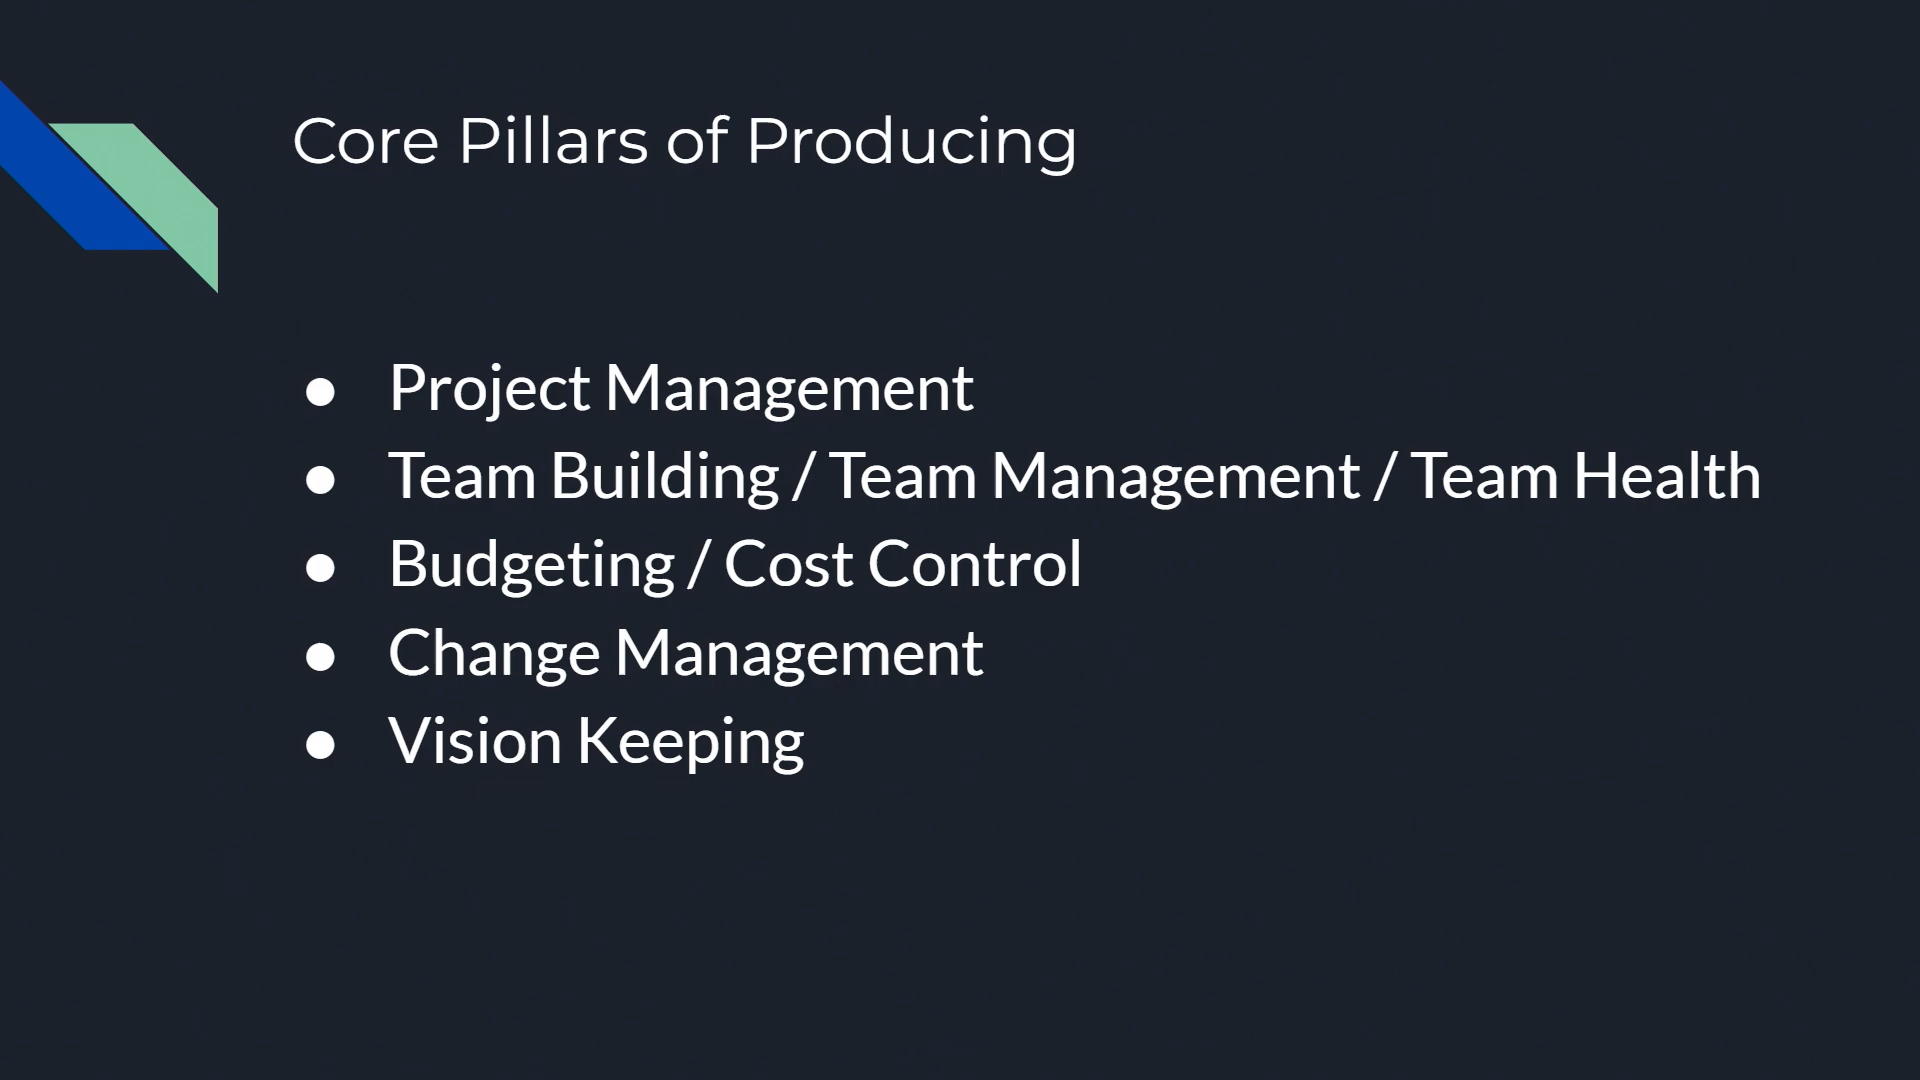 Core Pillars of Producing
● Project Management
● Team Building / Team Management / Team Health
● Budgeting / Cost Control
● Change Management
● Vision Keeping